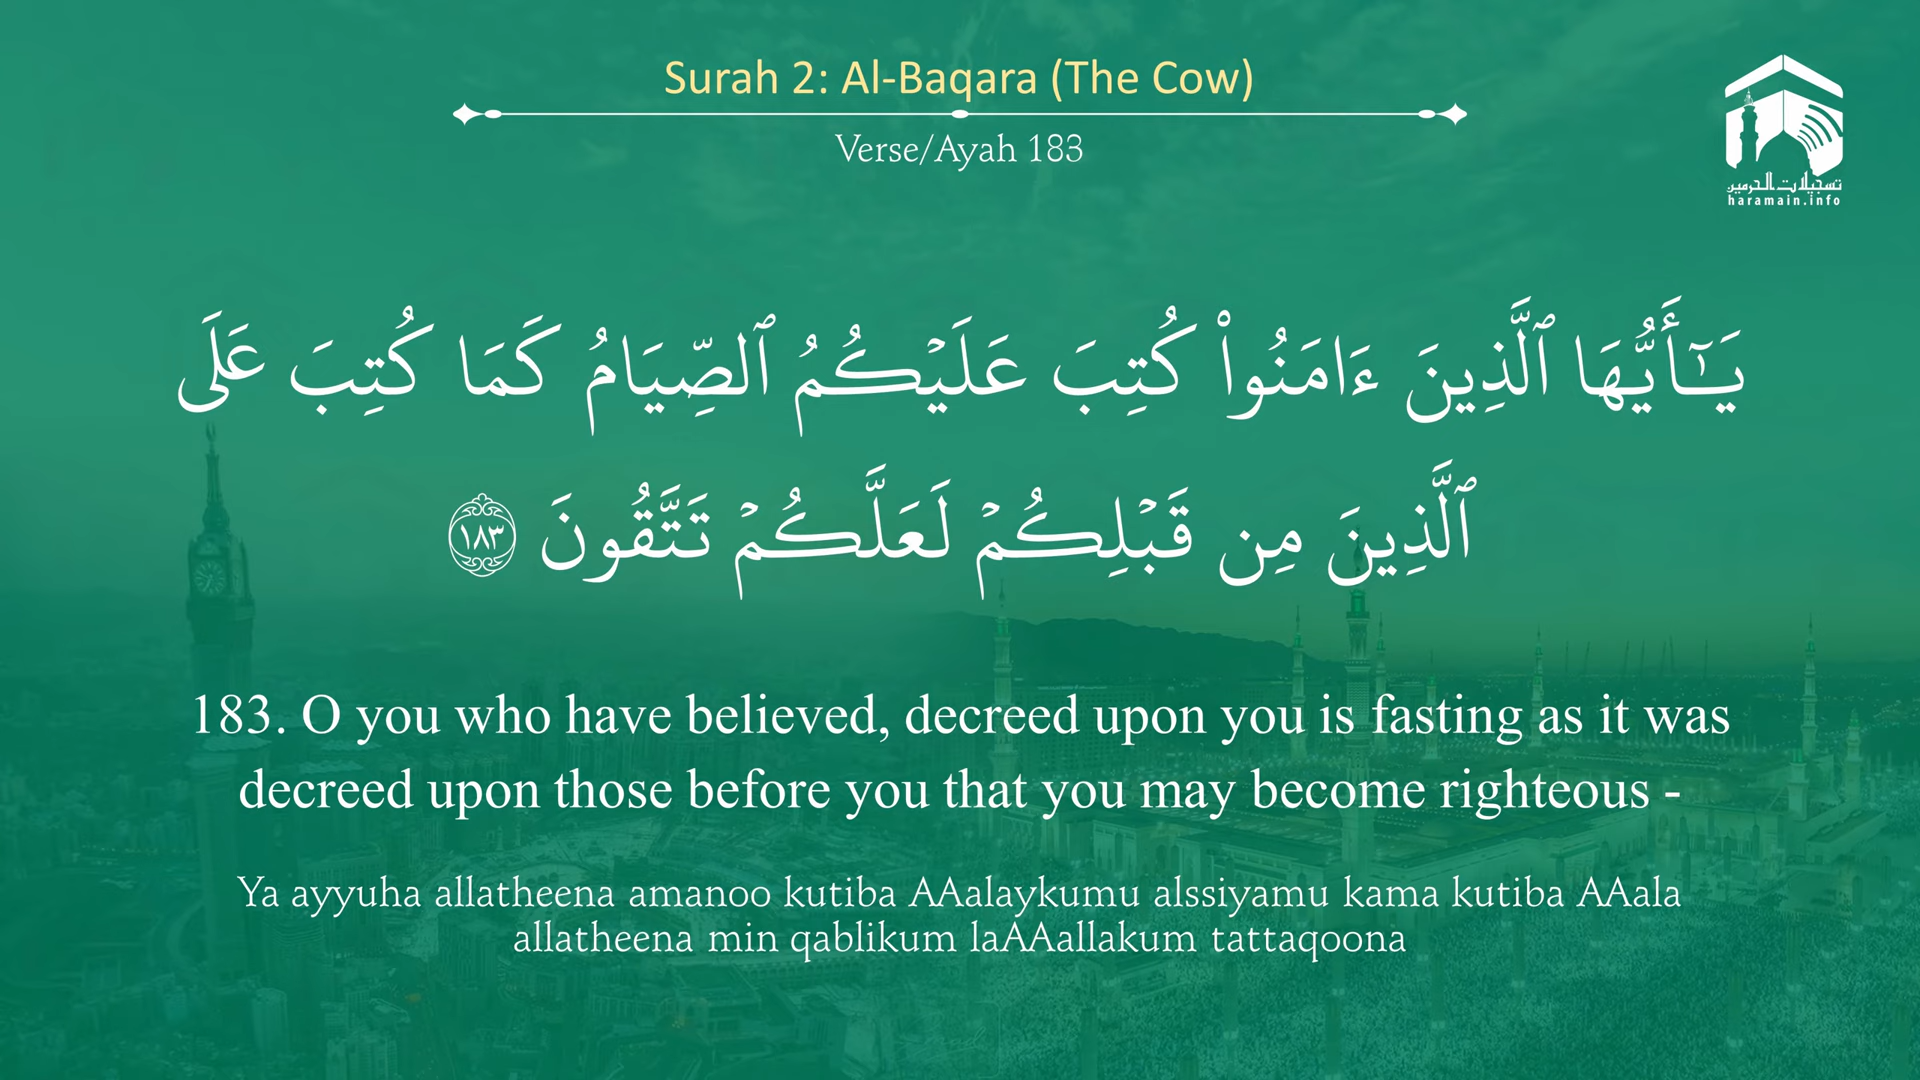 Surah 2: Al-Baqara (The Cow)
Verse/Ayah 183
تسجيلات الحرمين
haramain.info
يَـٰٓأَيُّهَا ٱلَّذِينَ ءَامَنُوا۟ كُتِبَ عَلَيْكُمُ ٱلصِّيَامُ كَمَا كُتِبَ عَلَى
ٱلَّذِينَ مِن قَبْلِكُمْ لَعَلَّكُمْ تَتَّقُونَ ١٨٣
183. O you who have believed, decreed upon you is fasting as it was
decreed upon those before you that you may become righteous -
Ya ayyuha allatheena amanoo kutiba AAalaykumu alssiyamu kama kutiba AAala
allatheena min qablikum laAAallakum tattaqoona